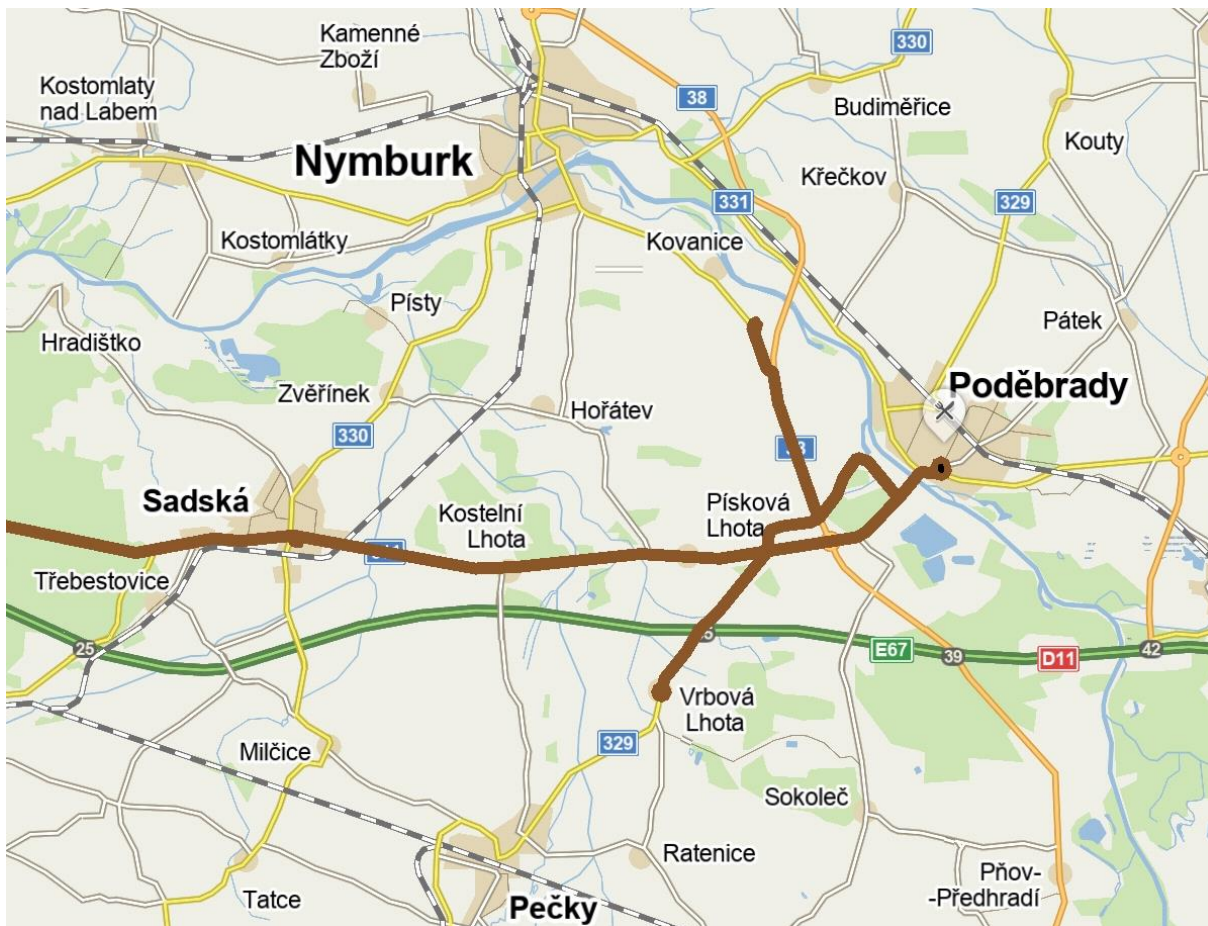 Kamenné
Zboží
330
Kostomlaty
nad Labem
38
Budiměřice
Kouty
Nymburk
Křečkov
331
329
Kostomlátky
Kovanice
Písty
Pátek
Hradištko
Zvěřínek
Poděbrady
Hořátev
330
Sadská
Písková
Lhota
Kostelní
Lhota
Třebestovice
25
E67
39
D11
42
Vrbová
Lhota
329
Milčice
Sokoleč
Ratenice
Tatce
Pečky
Pňov-
-Předhradí